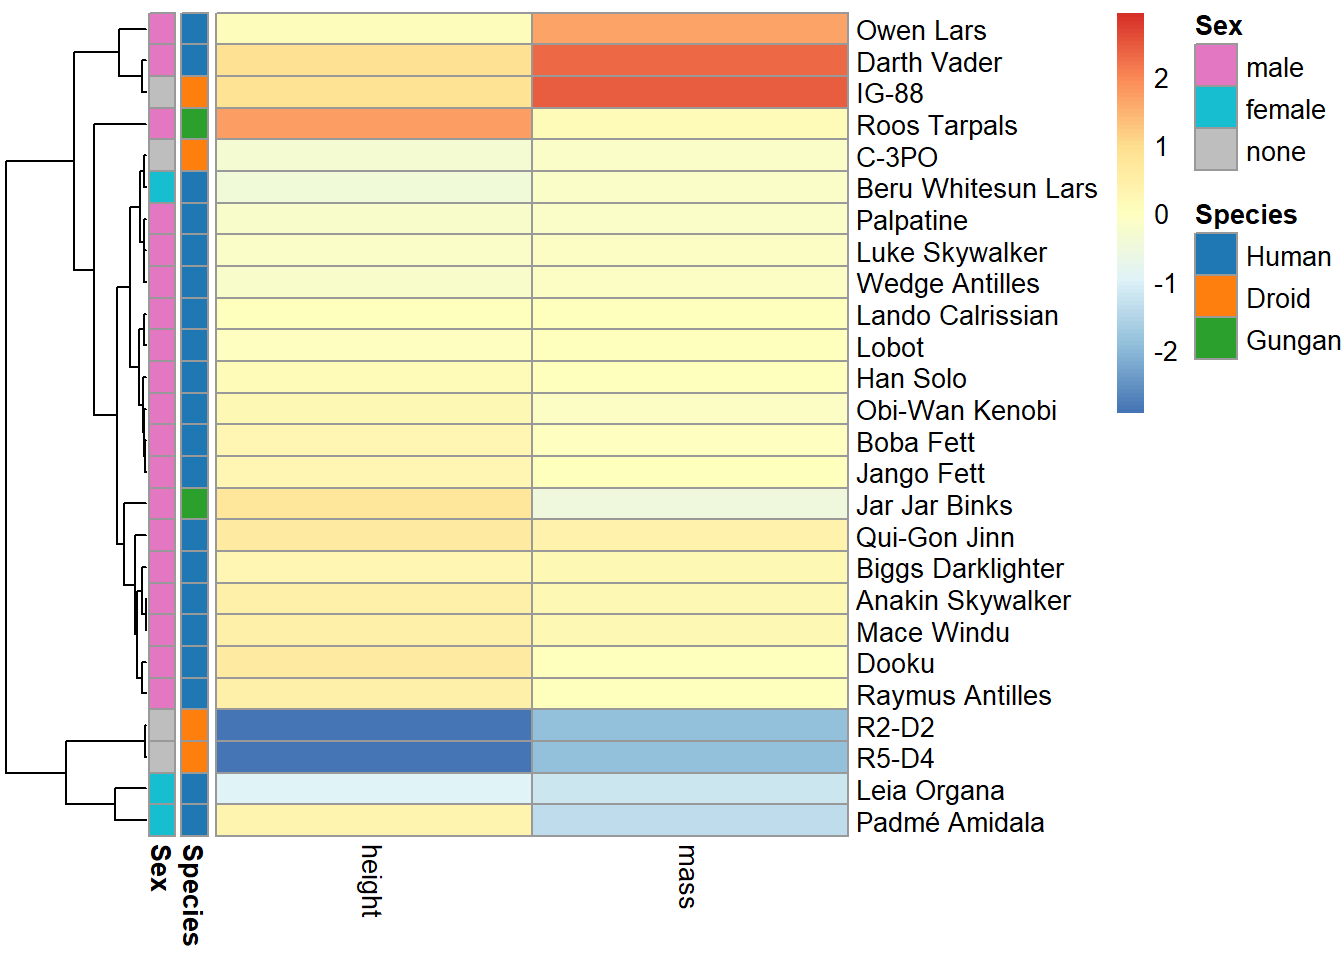 Owen Lars
Darth Vader
IG-88
Roos Tarpals
C-3PO
Beru Whitesun Lars
Palpatine
Luke Skywalker
Wedge Antilles
Lando Calrissian
Lobot
Han Solo
Obi-Wan Kenobi
Boba Fett
Jango Fett
Jar Jar Binks
Qui-Gon Jinn
Biggs Darklighter
Anakin Skywalker
Mace Windu
Dooku
Raymus Antilles
R2-D2
R5-D4
Leia Organa
Padmé Amidala
Sex
Species
height
mass
2
1
0
-1
-2
Sex
male
female
none
Species
Human
Droid
Gungan